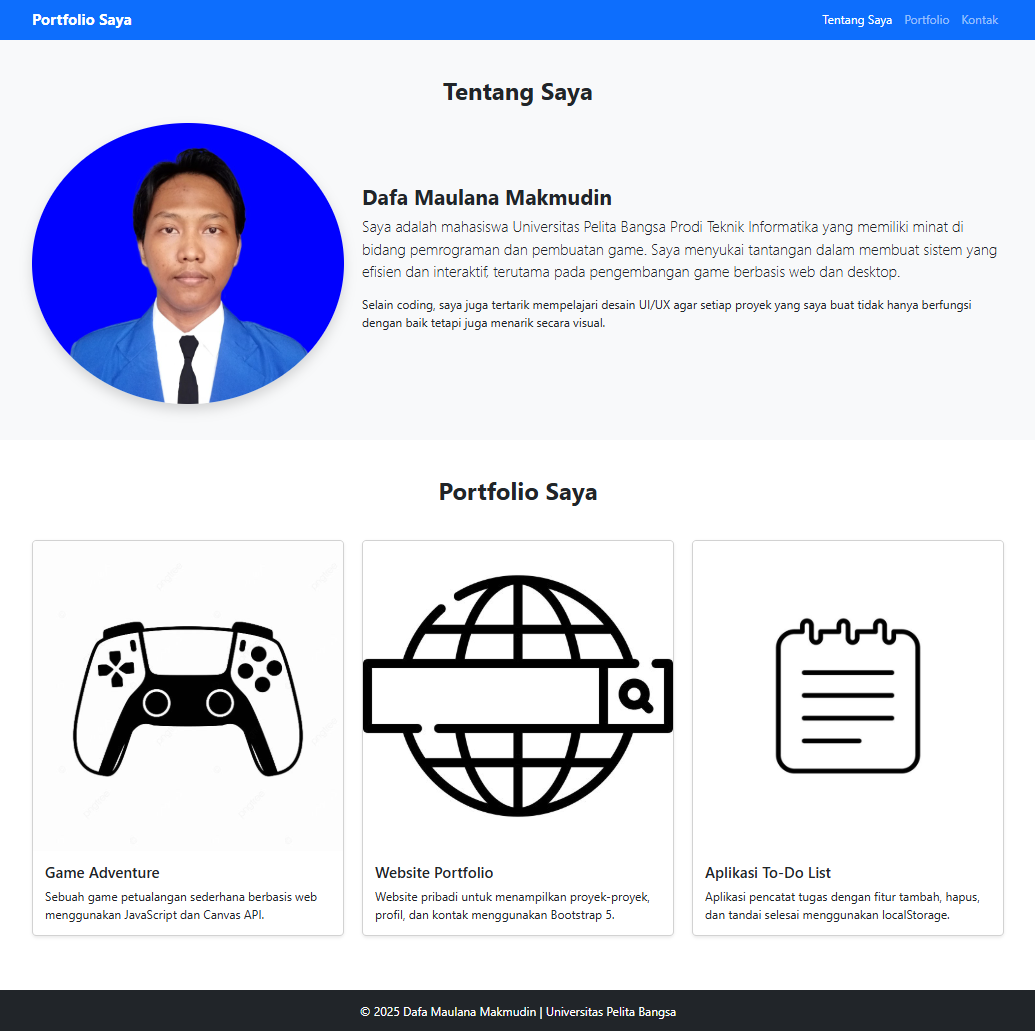 Portfolio Saya
Tentang Saya
Portfolio
Kontak
Tentang Saya
Dafa Maulana Makmudin
Saya adalah mahasiswa Universitas Pelita Bangsa Prodi Teknik Informatika yang memiliki minat di
bidang pemrograman dan pembuatan game. Saya menyukai tantangan dalam membuat sistem yang
efisien dan interaktif, terutama pada pengembangan game berbasis web dan desktop.
Selain coding, saya juga tertarik mempelajari desain UI/UX agar setiap proyek yang saya buat tidak hanya berfungsi
dengan baik tetapi juga menarik secara visual.
Portfolio Saya
Game Adventure
Sebuah game petualangan sederhana berbasis web
menggunakan JavaScript dan Canvas API.
Website Portfolio
Website pribadi untuk menampilkan proyek-proyek,
profil, dan kontak menggunakan Bootstrap 5.
Aplikasi To-Do List
Aplikasi pencatat tugas dengan fitur tambah, hapus,
dan tandai selesai menggunakan localStorage.
© 2025 Dafa Maulana Makmudin | Universitas Pelita Bangsa